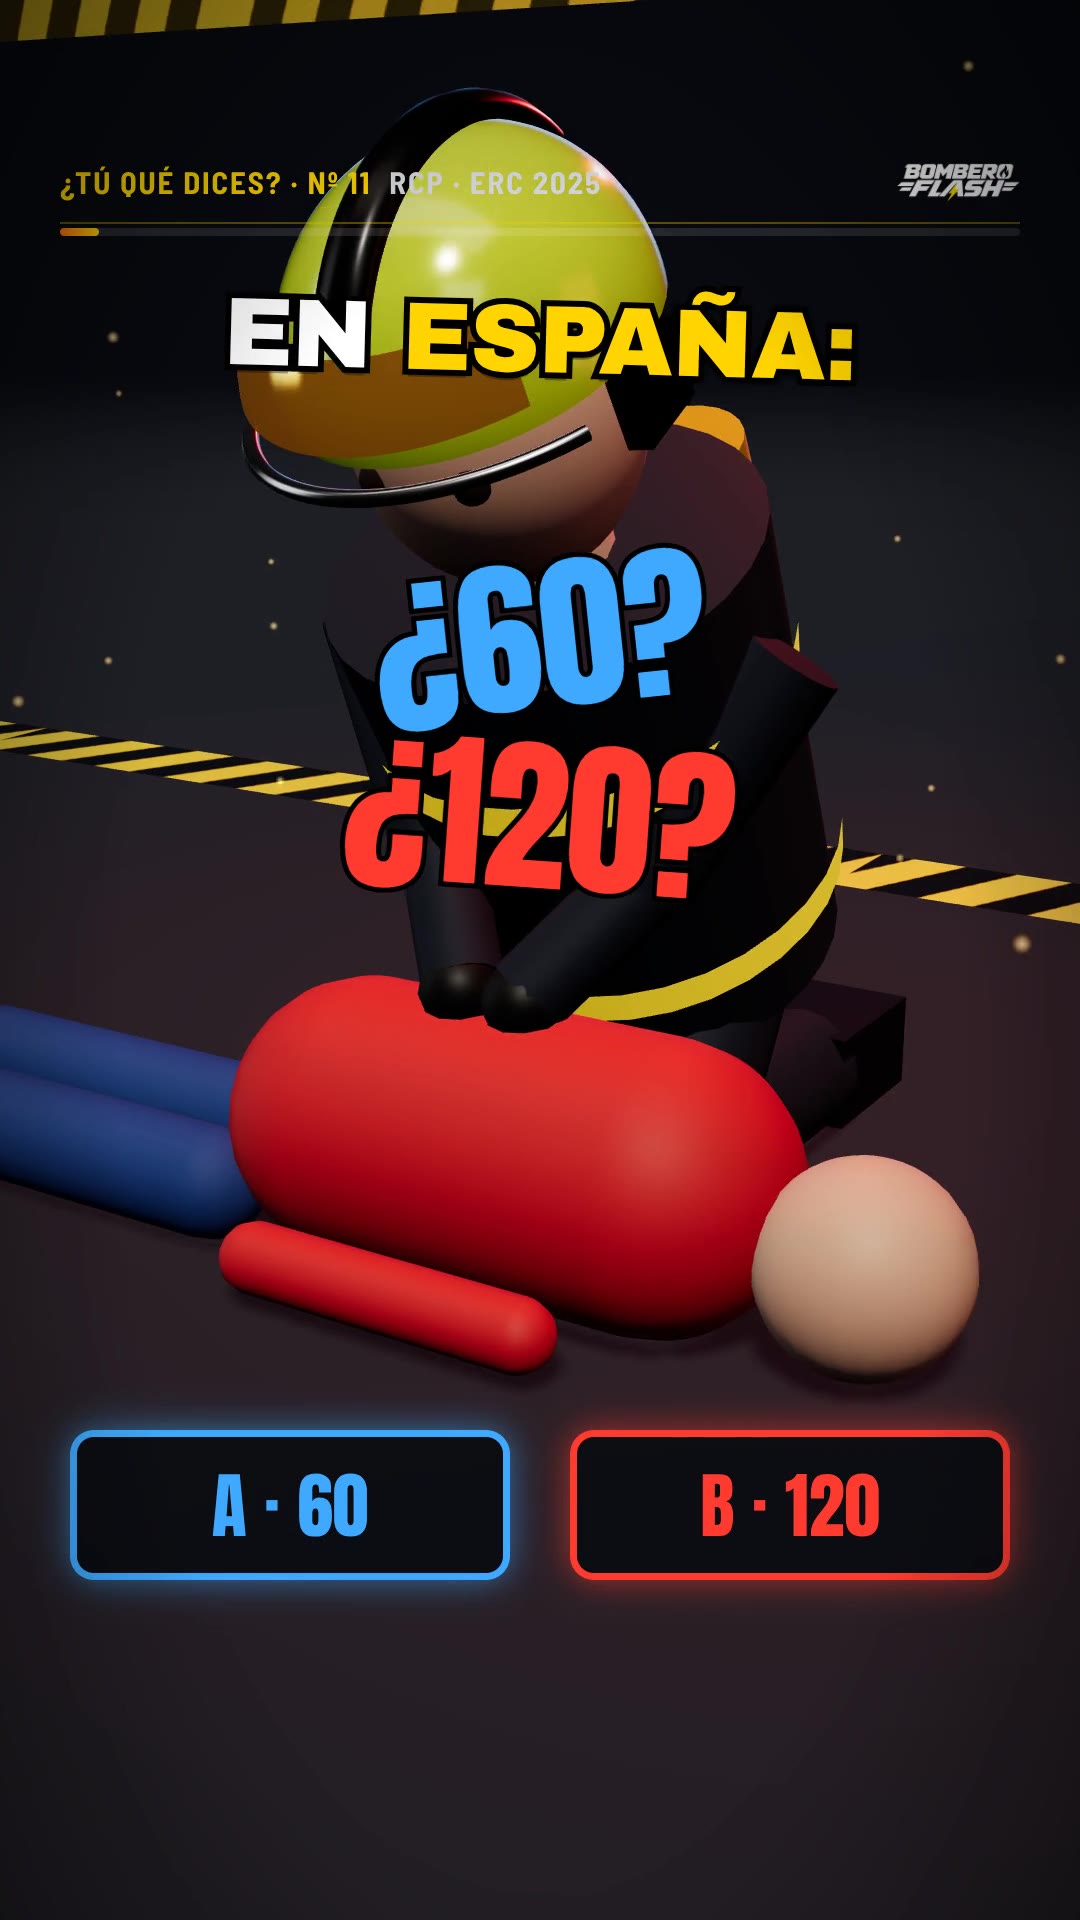 ¿TÚ QUÉ DICES? · Nº 11 RCP · ERC 2025
BOMBERO
FLASH
EN ESPAÑA:
¿60?
¿120?
A · 60
B · 120